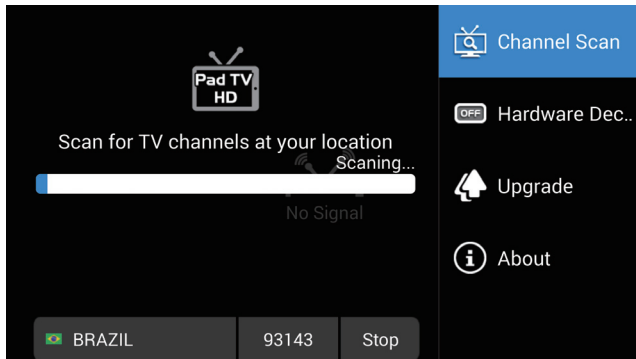 Pad TV
HD
Scan for TV channels at your location
Scaning...
No Signal
BRAZIL
93143
Stop
Channel Scan
OFF
Hardware Dec..
Upgrade
About